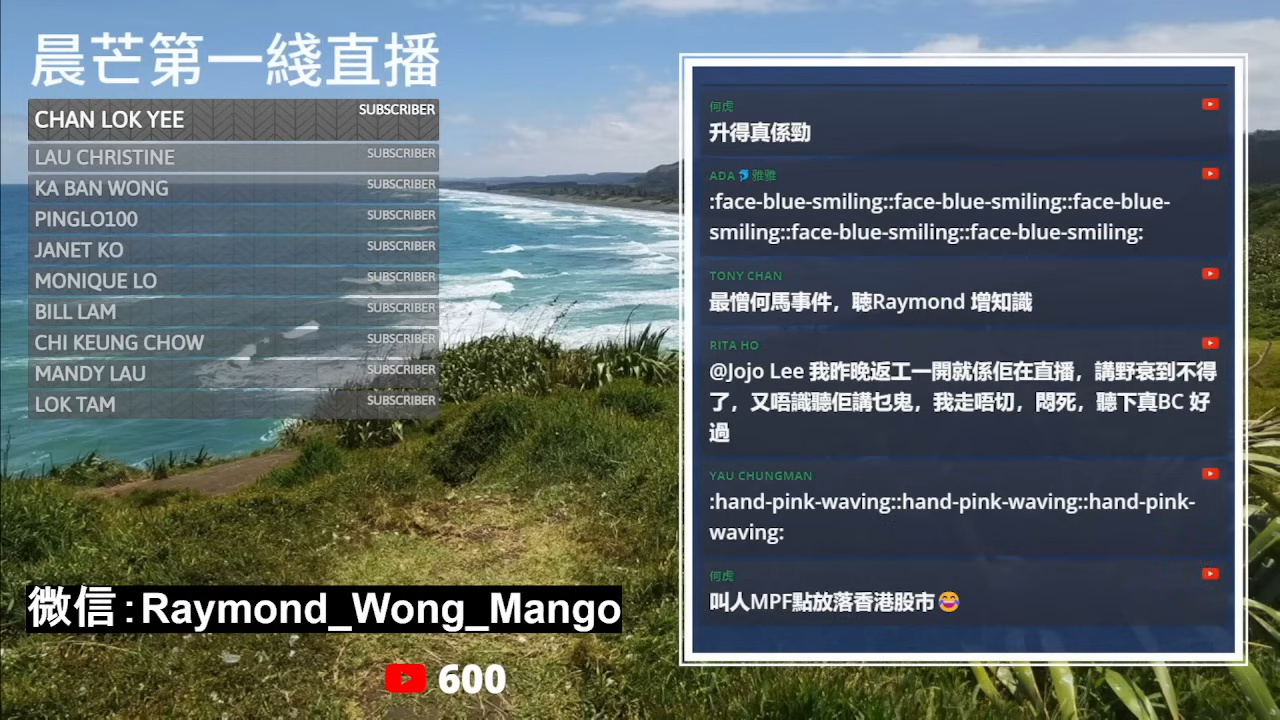 晨芒第一綫直播
CHAN LOK YEE SUBSCRIBER
LAU CHRISTINE SUBSCRIBER
KA BAN WONG SUBSCRIBER
PINGLO100 SUBSCRIBER
JANET KO SUBSCRIBER
MONIQUE LO SUBSCRIBER
BILL LAM SUBSCRIBER
CHI KEUNG CHOW SUBSCRIBER
MANDY LAU SUBSCRIBER
LOK TAM SUBSCRIBER
微信:Raymond_Wong_Mango
600
何虎
升得真係勁
ADA🐬雅雅
:face-blue-smiling::face-blue-smiling::face-blue-
smiling::face-blue-smiling::face-blue-smiling:
TONY CHAN
最憎何馬事件，聽Raymond 增知識
RITA HO
@Jojo Lee 我昨晚返工一開就係佢在直播，講野衰到不得
了，又唔識聽佢講乜鬼，我走唔切，悶死，聽下真BC 好
過
YAU CHUNGMAN
:hand-pink-waving::hand-pink-waving::hand-pink-
waving:
何虎
叫人MPF點放落香港股市😂